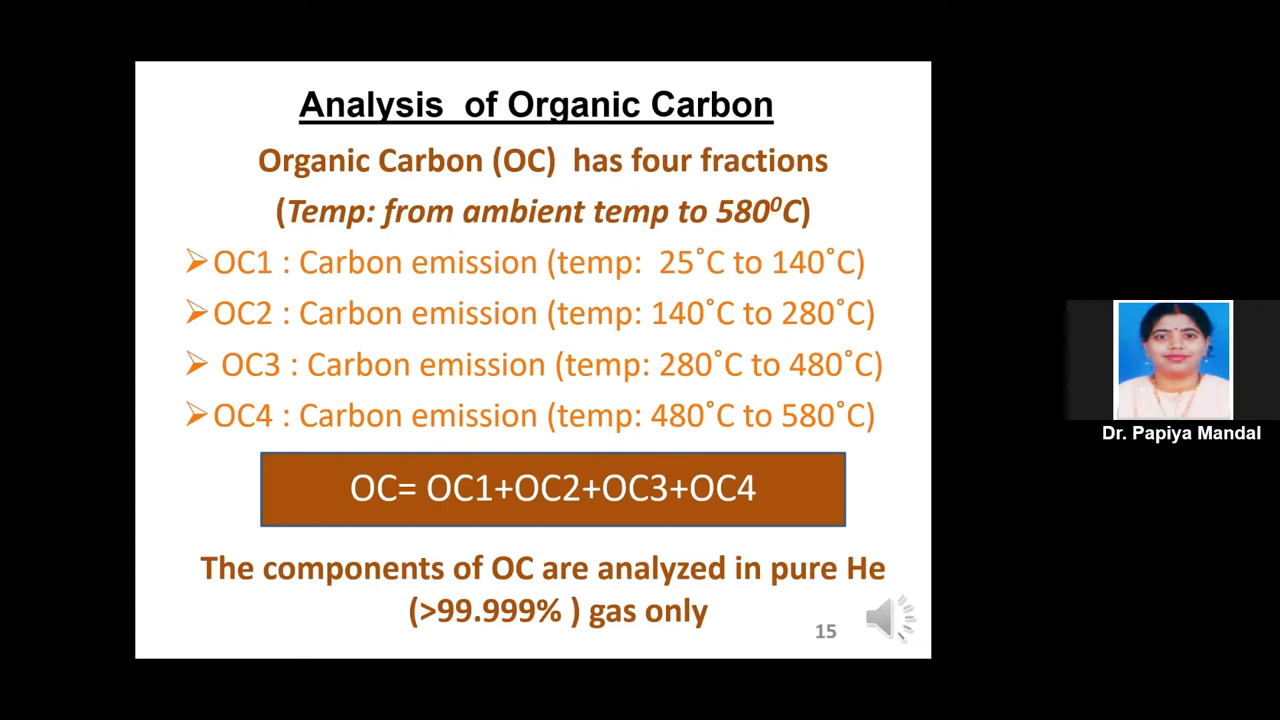 Analysis of Organic Carbon
Organic Carbon (OC) has four fractions
(Temp: from ambient temp to 580⁰C)
➢OC1 : Carbon emission (temp: 25˚C to 140˚C)
➢OC2 : Carbon emission (temp: 140˚C to 280˚C)
➢ OC3 : Carbon emission (temp: 280˚C to 480˚C)
➢OC4 : Carbon emission (temp: 480˚C to 580˚C)
OC= OC1+OC2+OC3+OC4
The components of OC are analyzed in pure He
(>99.999% ) gas only
15
Dr. Papiya Mandal